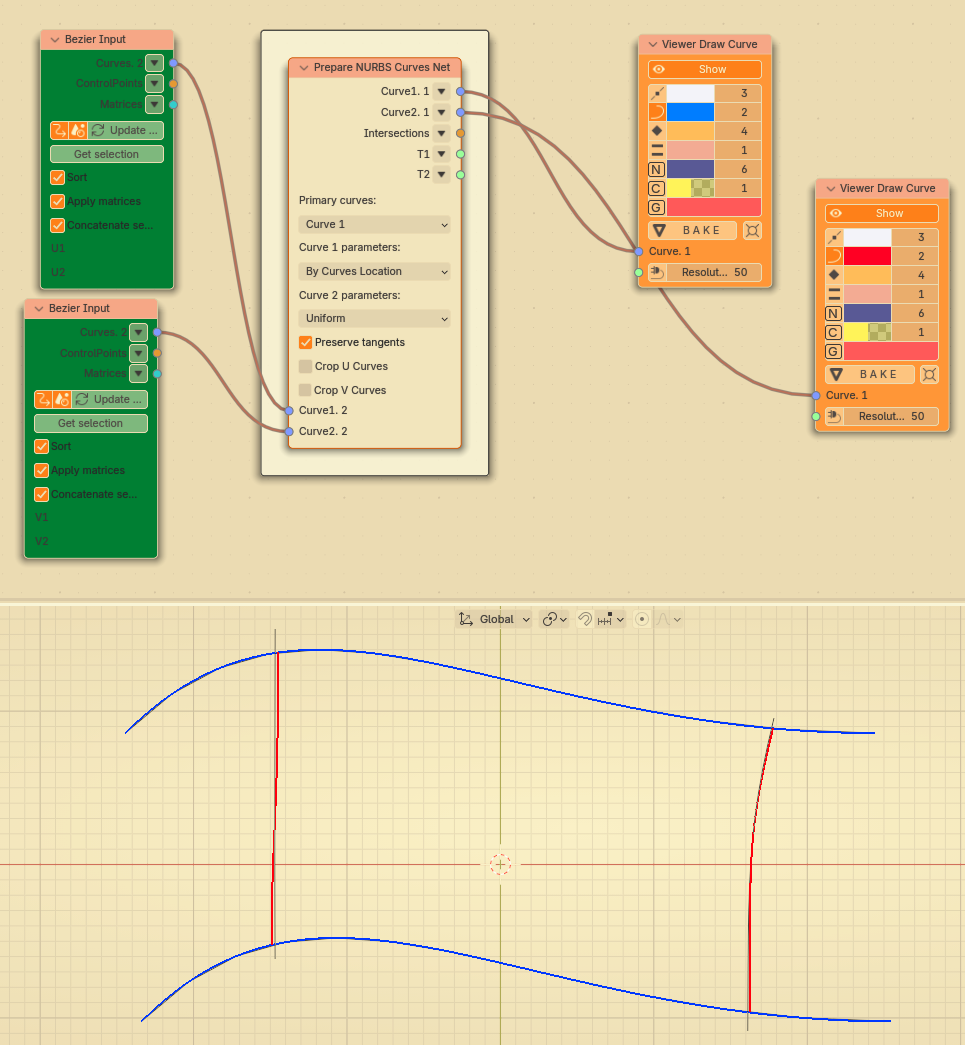 Bezier Input
Curves. 2
ControlPoints
Matrices
Update ...
Get selection
Sort
Apply matrices
Concatenate se...
U1
U2
Bezier Input
Curves. 2
ControlPoints
Matrices
Update ...
Get selection
Sort
Apply matrices
Concatenate se...
V1
V2
Prepare NURBS Curves Net
Curve1. 1
Curve2. 1
Intersections
T1
T2
Primary curves:
Curve 1
Curve 1 parameters:
By Curves Location
Curve 2 parameters:
Uniform
Preserve tangents
Crop U Curves
Crop V Curves
Curve1. 2
Curve2. 2
Viewer Draw Curve
Show
3
2
4
1
N 6
C 1
G
BAKE
Curve. 1
Resolut... 50
Viewer Draw Curve
Show
3
2
4
1
N 6
C 1
G
BAKE
Curve. 1
Resolut... 50
Global